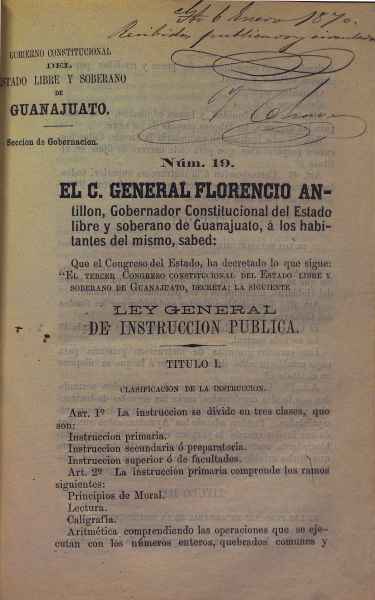 6 Enero 1870.
GOBIERNO CONSTITUCIONAL
DEL
ESTADO LIBRE Y SOBERANO
DE
GUANAJUATO.
Seccion de Gobernacion.
Núm. 19.
EL C. GENERAL FLORENCIO AN-
tillon, Gobernador Constitucional del Estado
libre y soberano de Guanajuato, á los habi-
tantes del mismo, sabed:
Que el Congreso del Estado, ha decretado lo que sigue:
"EL TERCER CONGRESO CONSTITUCIONAL DEL ESTADO LIBRE Y
SOBERANO DE GUANAJUATO, DECRETA: LA SIGUIENTE
LEY GENERAL
DE INSTRUCCION PUBLICA.
TITULO I.
CLASIFICACION DE LA INSTRUCCION.
ART. 1º La instruccion se divide en tres clases, que
son:
Instruccion primaria.
Instruccion secundaria ó preparatoria.
Instruccion superior ó de facultades.
Art. 2º La instruccion primaria comprende los ramos
siguientes:
Principios de Moral.
Lectura.
Caligrafía.
Aritmética comprendiendo las operaciones que se eje-
cutan con los números enteros, quebrados comunes y